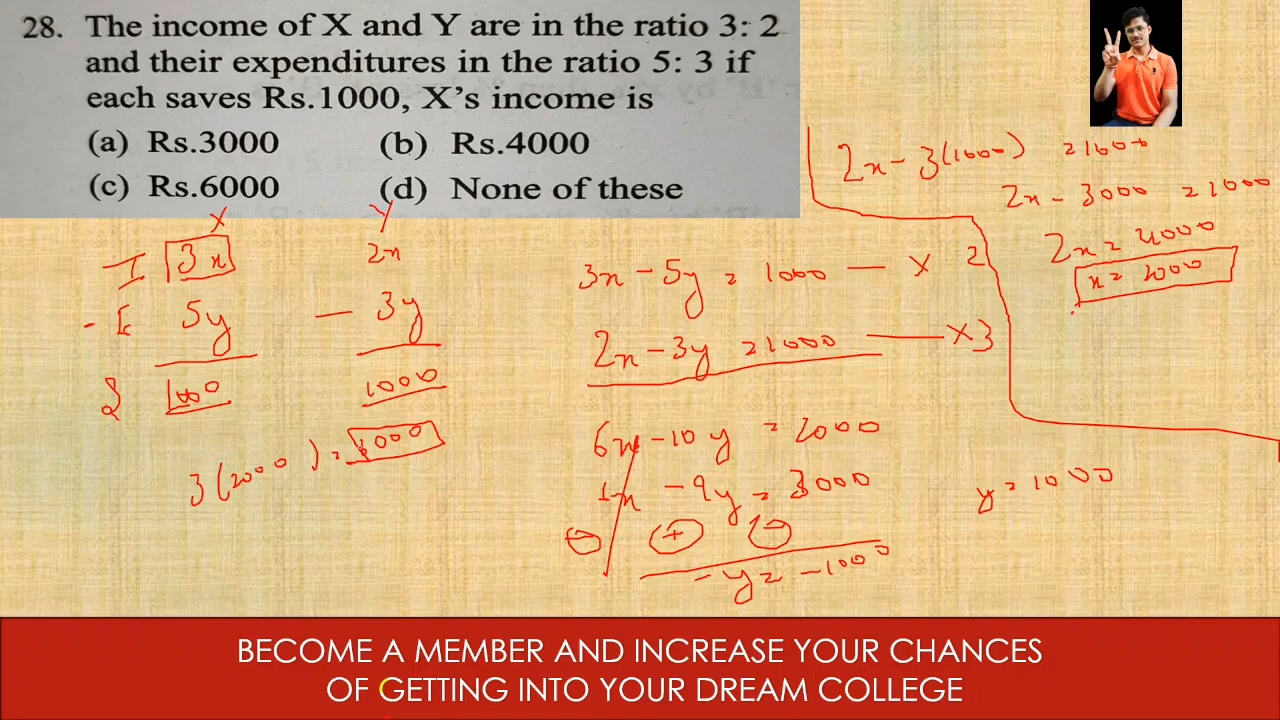 28. The income of X and Y are in the ratio 3: 2
and their expenditures in the ratio 5: 3 if
each saves Rs.1000, X's income is
(a) Rs.3000 (b) Rs.4000
(c) Rs.6000 (d) None of these
X Y
I 3x 2x
- E 5y — 3y
S 1000 1000
3(2000) = 6000
3x - 5y = 1000 — X 2
2x - 3y = 1000 — X3
6x - 10y = 2000
6x - 9y = 3000
- + -
- y = - 1000
y = 1000
2x - 3(1000) = 1000
2x - 3000 = 1000
2x = 4000
x = 2000
BECOME A MEMBER AND INCREASE YOUR CHANCES
OF GETTING INTO YOUR DREAM COLLEGE